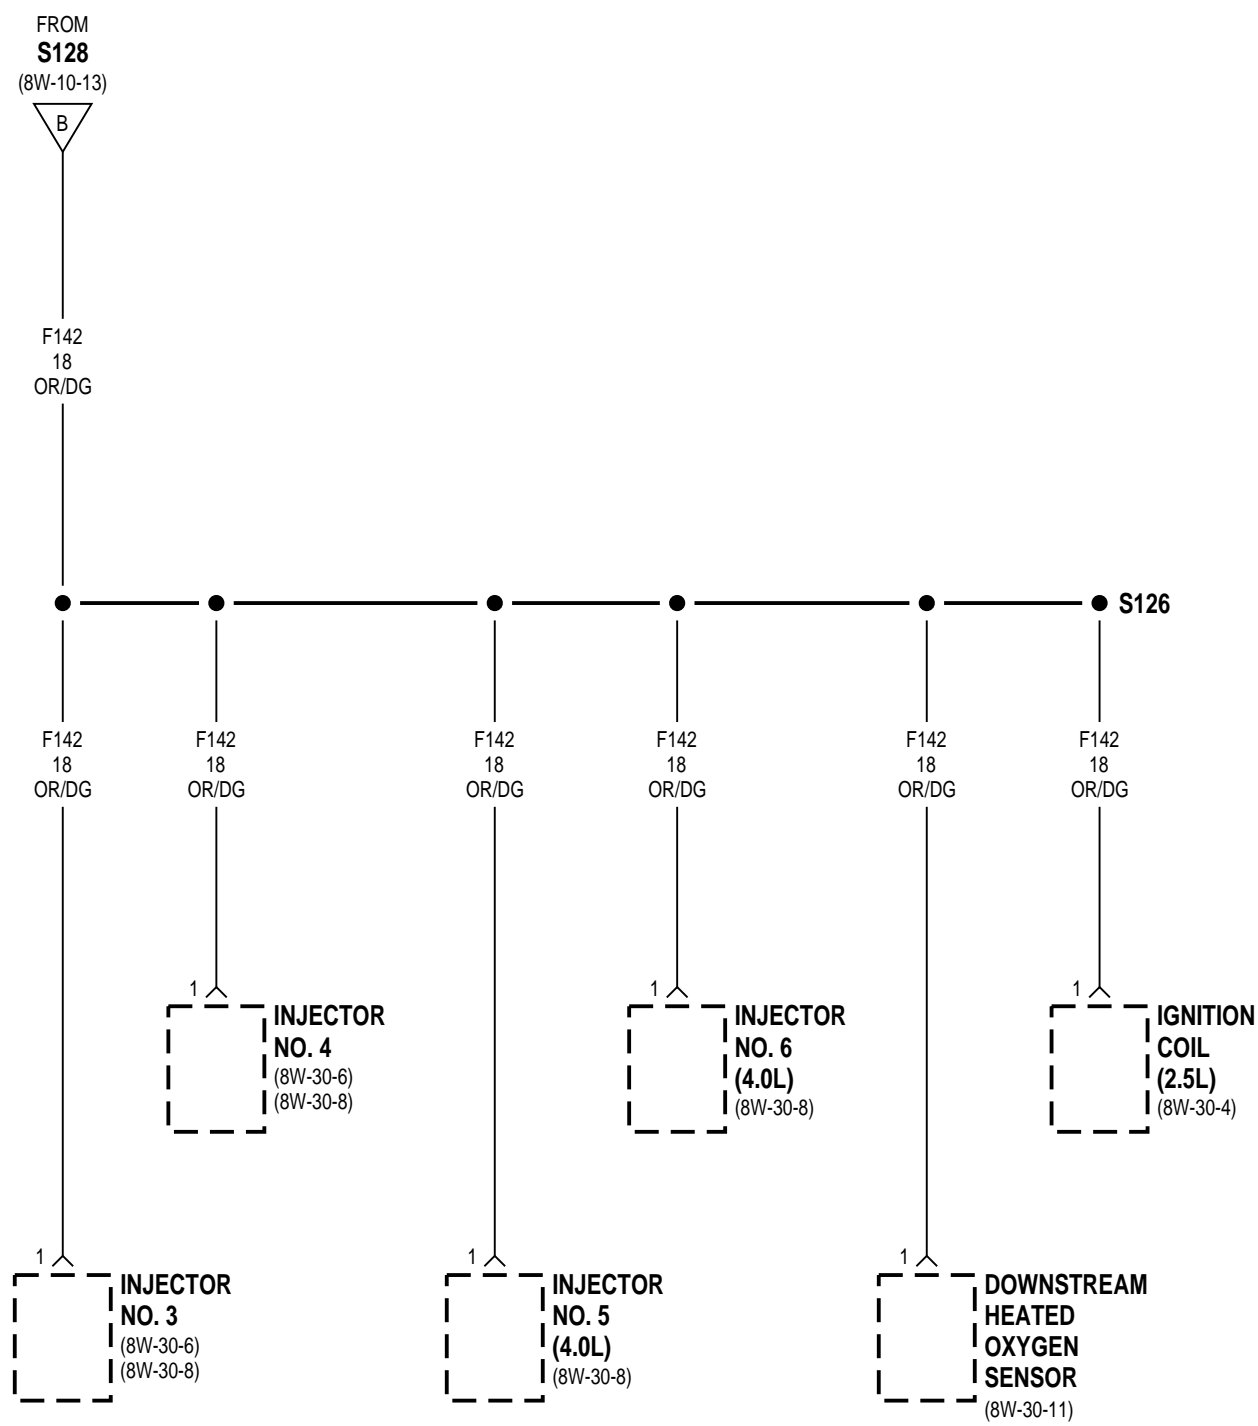 FROM
S128
(8W-10-13)
B
F142
18
OR/DG
S126
F142
18
OR/DG
F142
18
OR/DG
F142
18
OR/DG
F142
18
OR/DG
F142
18
OR/DG
F142
18
OR/DG
1
INJECTOR
NO. 4
(8W-30-6)
(8W-30-8)
1
INJECTOR
NO. 6
(4.0L)
(8W-30-8)
1
IGNITION
COIL
(2.5L)
(8W-30-4)
1
INJECTOR
NO. 3
(8W-30-6)
(8W-30-8)
1
INJECTOR
NO. 5
(4.0L)
(8W-30-8)
1
DOWNSTREAM
HEATED
OXYGEN
SENSOR
(8W-30-11)